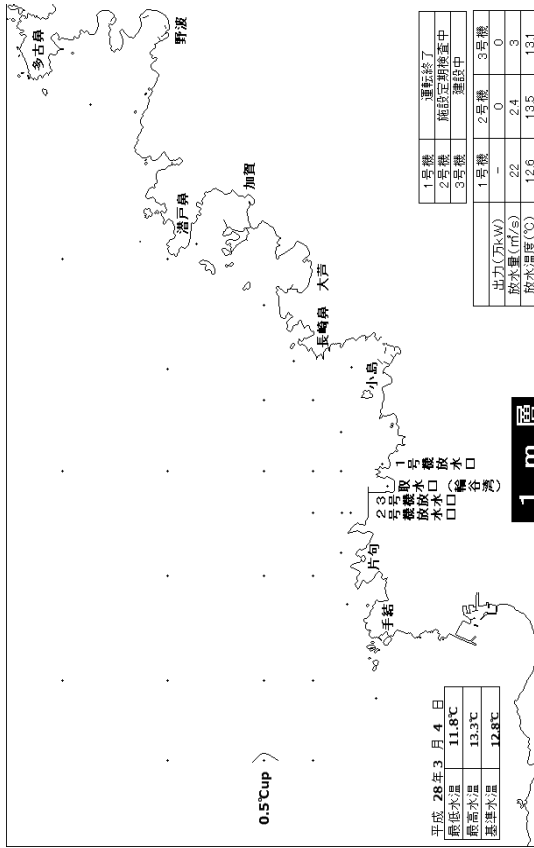 多古鼻
野波
潜戸鼻
加賀
大芦
長崎鼻
小島
1号機放水口
取水口（輪谷湾）
3号機放水口
2号機放水口
片句
手結
0.5℃up
平成 28年 3 月 4 日
最低水温 11.8℃
最高水温 13.3℃
基準水温 12.8℃
1 m 層
1号機 運転終了
2号機 施設定期検査中
3号機 建設中
1号機 2号機 3号機
出力(万kW) － 0 0
放水量(㎥/s) 22 2.4 3
放水温度(℃) 12.6 13.5 13.1